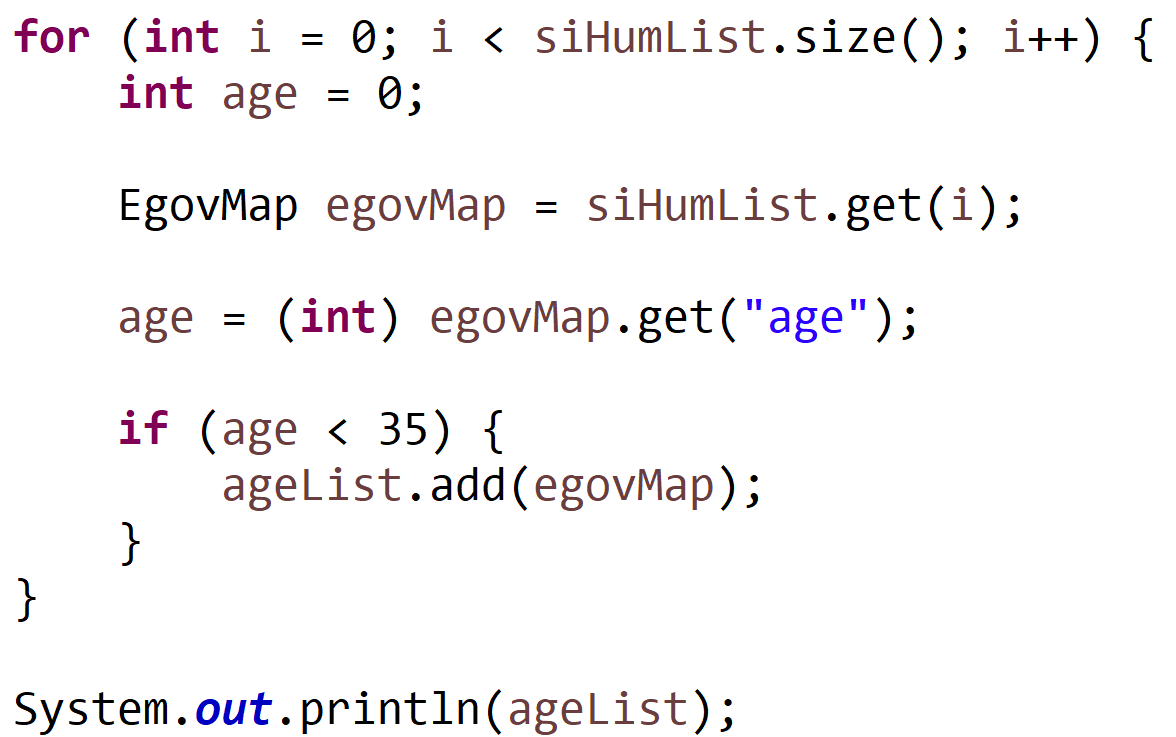 for (int i = 0; i < siHumList.size(); i++) {
    int age = 0;

    EgovMap egovMap = siHumList.get(i);

    age = (int) egovMap.get("age");

    if (age < 35) {
        ageList.add(egovMap);
    }
}

System.out.println(ageList);